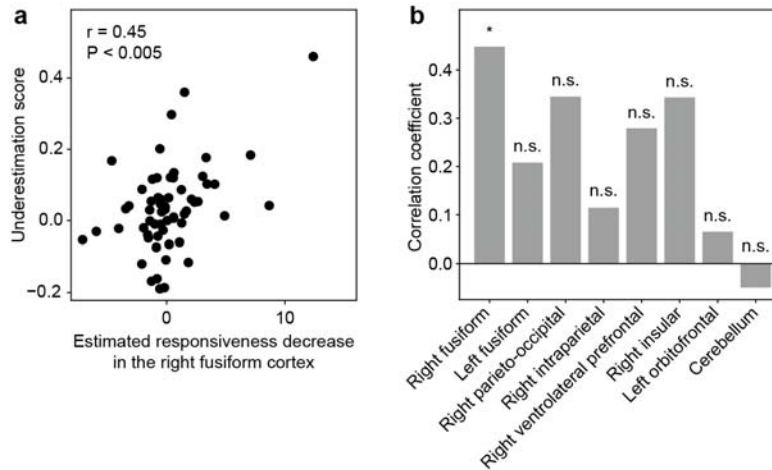 a
r = 0.45
P < 0.005
Underestimation score
0.4
0.2
0.0
−0.2
0
10
Estimated responsiveness decrease
in the right fusiform cortex
b
Correlation coefficient
0.4
0.3
0.2
0.1
0.0
*
n.s.
n.s.
n.s.
n.s.
n.s.
n.s.
n.s.
Right fusiform
Left fusiform
Right parieto-occipital
Right intraparietal
Right ventrolateral prefrontal
Right insular
Left orbitofrontal
Cerebellum